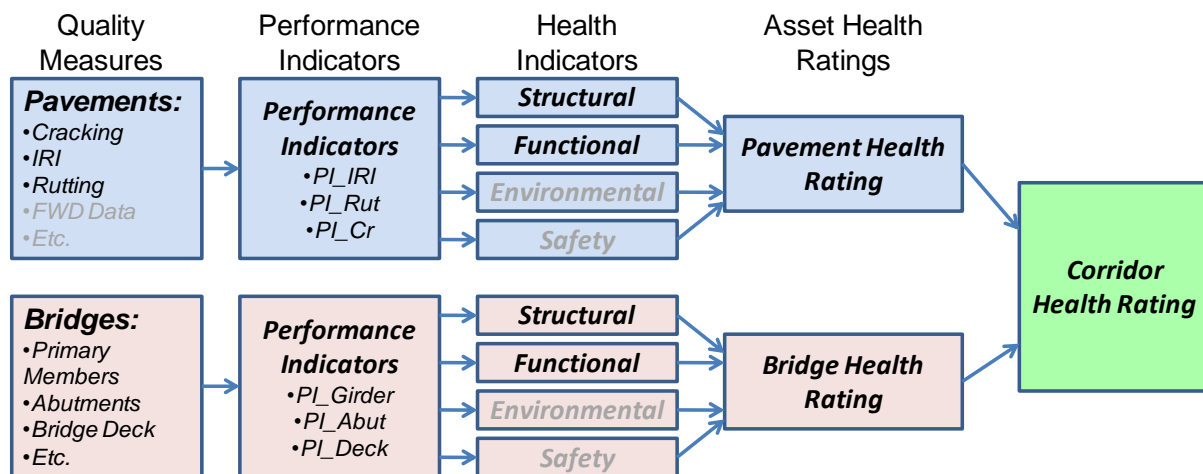 Quality
Measures
Performance
Indicators
Health
Indicators
Asset Health
Ratings
Pavements:
•Cracking
•IRI
•Rutting
•FWD Data
•Etc.
Performance
Indicators
•PI_IRI
•PI_Rut
•PI_Cr
Structural
Functional
Environmental
Safety
Pavement Health
Rating
Bridges:
•Primary
Members
•Abutments
•Bridge Deck
•Etc.
Performance
Indicators
•PI_Girder
•PI_Abut
•PI_Deck
Structural
Functional
Environmental
Safety
Bridge Health
Rating
Corridor
Health Rating